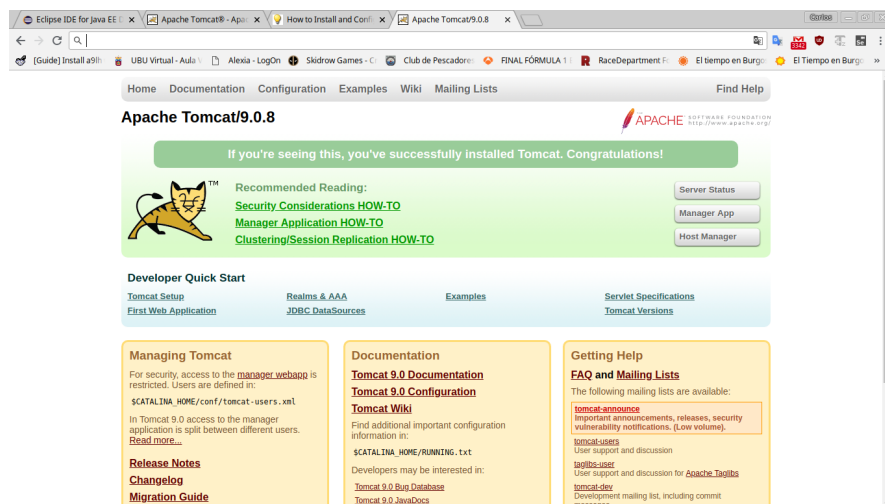 Eclipse IDE for Java EE D
Apache Tomcat® - Apac
How to Install and Confi
Apache Tomcat/9.0.8
Carlos
3342
[Guide] Install a9lh
UBU Virtual - Aula V
Alexia - LogOn
Skidrow Games - Cr
Club de Pescadores
FINAL FÓRMULA 1
RaceDepartment F
El tiempo en Burgo
El Tiempo en Burgo
»
Home Documentation Configuration Examples Wiki Mailing Lists Find Help
Apache Tomcat/9.0.8
APACHE SOFTWARE FOUNDATION
http://www.apache.org/
If you're seeing this, you've successfully installed Tomcat. Congratulations!
TM
Recommended Reading:
Security Considerations HOW-TO
Manager Application HOW-TO
Clustering/Session Replication HOW-TO
Server Status
Manager App
Host Manager
Developer Quick Start
Tomcat Setup
First Web Application
Realms & AAA
JDBC DataSources
Examples
Servlet Specifications
Tomcat Versions
Managing Tomcat
For security, access to the manager webapp is
restricted. Users are defined in:
$CATALINA_HOME/conf/tomcat-users.xml
In Tomcat 9.0 access to the manager
application is split between different users.
Read more...
Release Notes
Changelog
Migration Guide
Documentation
Tomcat 9.0 Documentation
Tomcat 9.0 Configuration
Tomcat Wiki
Find additional important configuration
information in:
$CATALINA_HOME/RUNNING.txt
Developers may be interested in:
Tomcat 9.0 Bug Database
Tomcat 9.0 JavaDocs
Getting Help
FAQ and Mailing Lists
The following mailing lists are available:
tomcat-announce
Important announcements, releases, security
vulnerability notifications. (Low volume).
tomcat-users
User support and discussion
taglibs-user
User support and discussion for Apache Taglibs
tomcat-dev
Development mailing list, including commit